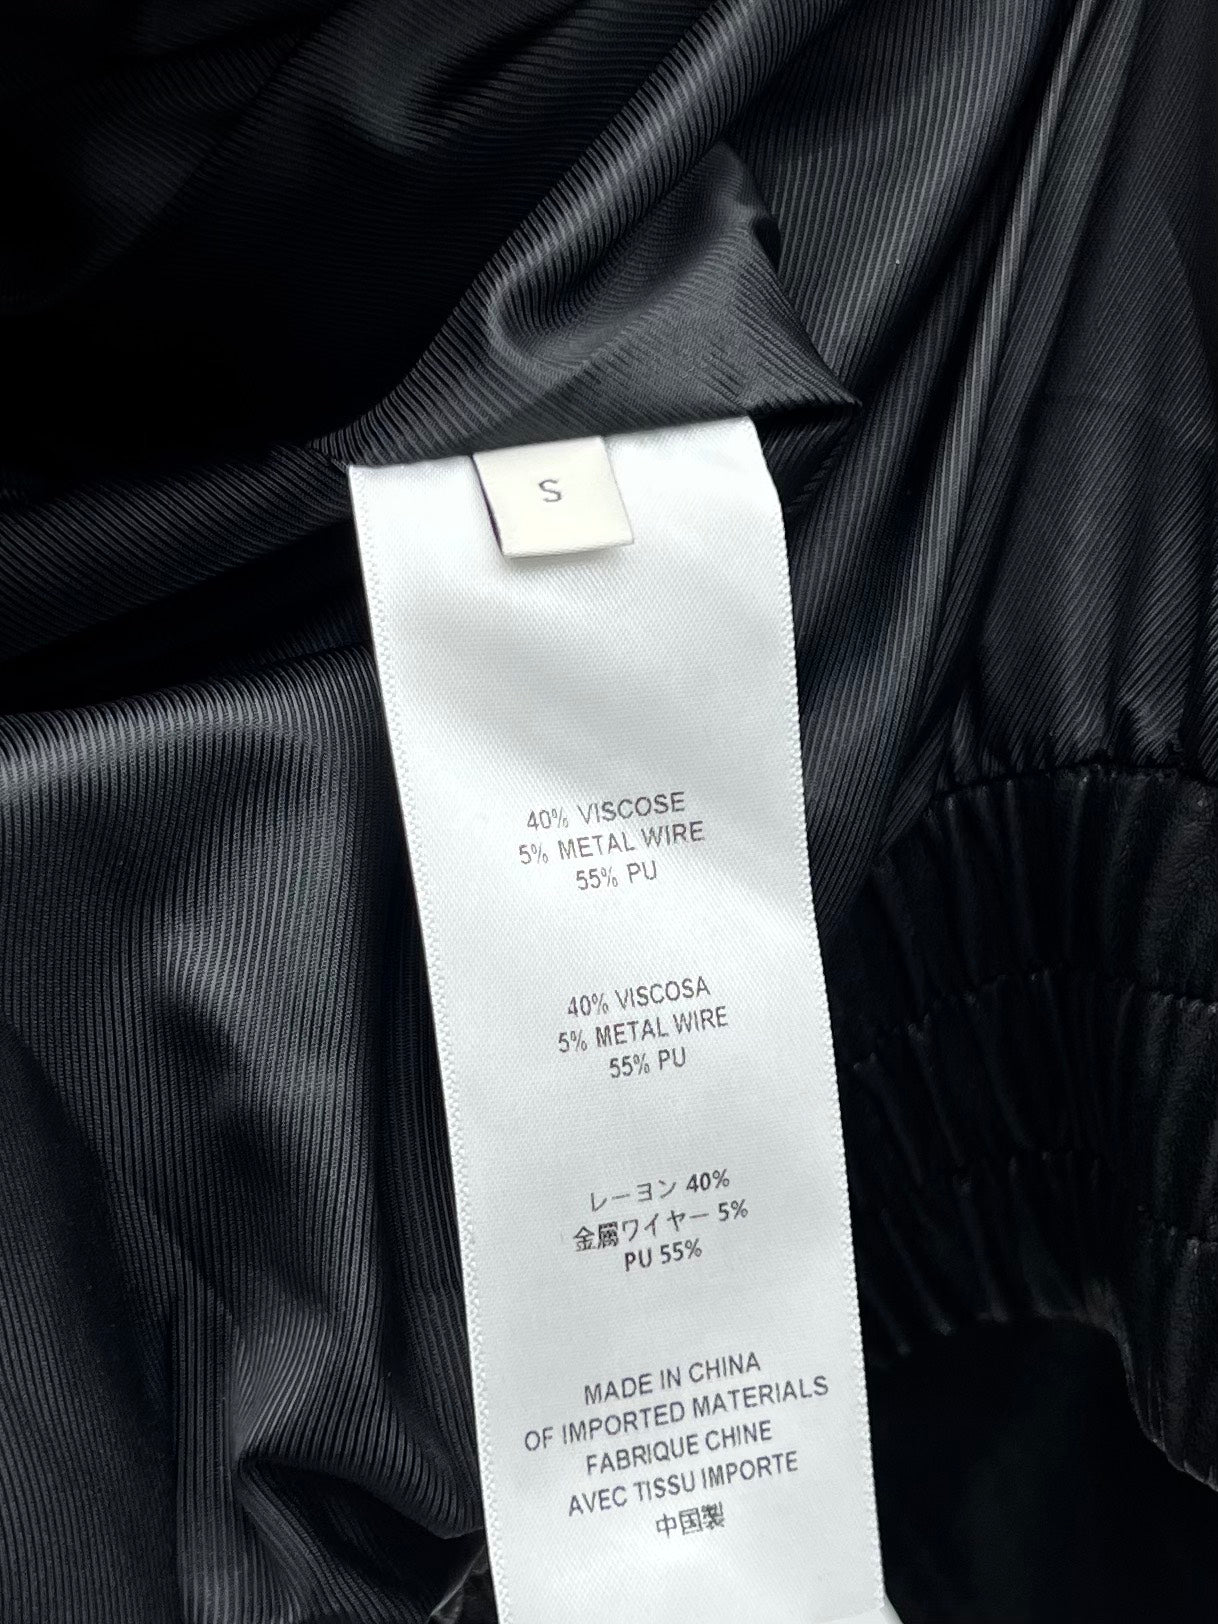 S
40% VISCOSE
5% METAL WIRE
55% PU
40% VISCOSA
5% METAL WIRE
55% PU
レーヨン 40%
金属ワイヤー 5%
PU 55%
MADE IN CHINA
OF IMPORTED MATERIALS
FABRIQUE CHINE
AVEC TISSU IMPORTE
中国製